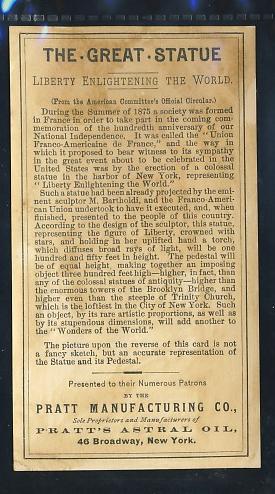 THE·GREAT·STATUE
LIBERTY ENLIGHTENING THE WORLD.
(From the American Committee's Official Circular.)
During the Summer of 1875 a society was formed
in France in order to take part in the coming com-
memoration of the hundredth anniversary of our
National Independence. It was called the "Union
Franco-Americaine de France," and the way in
which it proposed to bear witness to its sympathy
in the great event about to be celebrated in the
United States was by the erection of a colossal
statue in the harbor of New York, representing
"Liberty Enlightening the World."
Such a statue had been already projected by the emi-
nent sculptor M. Bartholdi, and the Franco-Ameri-
can Union undertook to have it executed, and, when
finished, presented to the people of this country.
According to the design of the sculptor, this statue,
representing the figure of Liberty, crowned with
stars, and holding in her uplifted hand a torch,
which diffuses broad rays of light, will be one
hundred and fifty feet in height. The pedestal will
be of equal height, making together an imposing
object three hundred feet high—higher, in fact, than
any of the colossal statues of antiquity—higher than
the enormous towers of the Brooklyn Bridge, and
higher even than the steeple of Trinity Church,
which is the loftiest in the City of New York. Such
an object, by its rare artistic proportions, as well as
by its stupendous dimensions, will add another to
the "Wonders of the World."
The picture upon the reverse of this card is not
a fancy sketch, but an accurate representation of
the Statue and its Pedestal.
Presented to their Numerous Patrons
BY THE
PRATT MANUFACTURING CO.,
Sole Proprietors and Manufacturers of
PRATT'S ASTRAL OIL,
46 Broadway, New York.